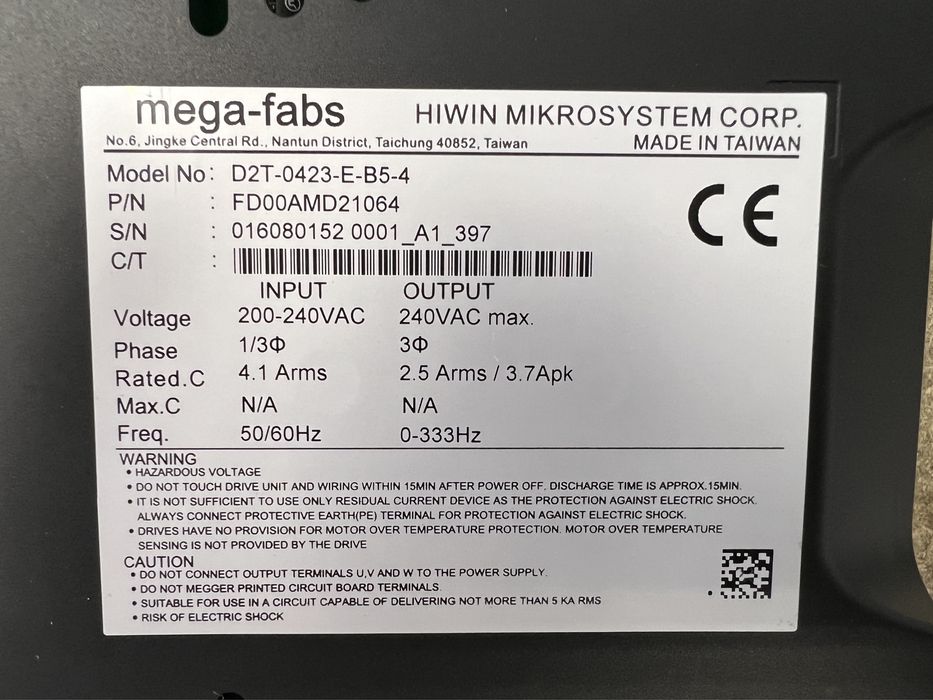 mega-fabs HIWIN MIKROSYSTEM CORP.
No.6, Jingke Central Rd., Nantun District, Taichung 40852, Taiwan MADE IN TAIWAN
Model No : D2T-0423-E-B5-4
P/N : FD00AMD21064
S/N : 016080152 0001_A1_397
C/T :
CE
INPUT OUTPUT
Voltage 200-240VAC 240VAC max.
Phase 1/3Φ 3Φ
Rated.C 4.1 Arms 2.5 Arms / 3.7Apk
Max.C N/A N/A
Freq. 50/60Hz 0-333Hz
WARNING
• HAZARDOUS VOLTAGE
• DO NOT TOUCH DRIVE UNIT AND WIRING WITHIN 15MIN AFTER POWER OFF. DISCHARGE TIME IS APPROX.15MIN.
• IT IS NOT SUFFICIENT TO USE ONLY RESIDUAL CURRENT DEVICE AS THE PROTECTION AGAINST ELECTRIC SHOCK.
ALWAYS CONNECT PROTECTIVE EARTH(PE) TERMINAL FOR PROTECTION AGAINST ELECTRIC SHOCK.
• DRIVES HAVE NO PROVISION FOR MOTOR OVER TEMPERATURE PROTECTION. MOTOR OVER TEMPERATURE
SENSING IS NOT PROVIDED BY THE DRIVE
CAUTION
• DO NOT CONNECT OUTPUT TERMINALS U,V AND W TO THE POWER SUPPLY.
• DO NOT MEGGER PRINTED CIRCUIT BOARD TERMINALS.
• SUITABLE FOR USE IN A CIRCUIT CAPABLE OF DELIVERING NOT MORE THAN 5 KA RMS
• RISK OF ELECTRIC SHOCK